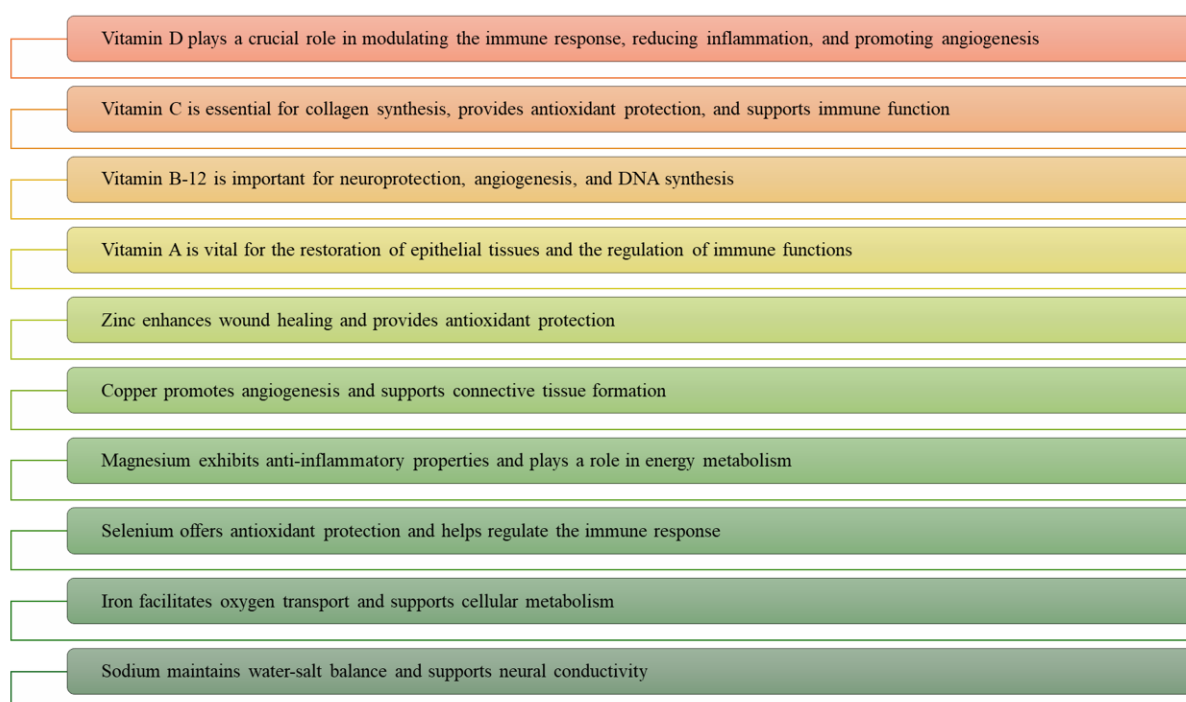 Vitamin D plays a crucial role in modulating the immune response, reducing inflammation, and promoting angiogenesis
Vitamin C is essential for collagen synthesis, provides antioxidant protection, and supports immune function
Vitamin B-12 is important for neuroprotection, angiogenesis, and DNA synthesis
Vitamin A is vital for the restoration of epithelial tissues and the regulation of immune functions
Zinc enhances wound healing and provides antioxidant protection
Copper promotes angiogenesis and supports connective tissue formation
Magnesium exhibits anti-inflammatory properties and plays a role in energy metabolism
Selenium offers antioxidant protection and helps regulate the immune response
Iron facilitates oxygen transport and supports cellular metabolism
Sodium maintains water-salt balance and supports neural conductivity